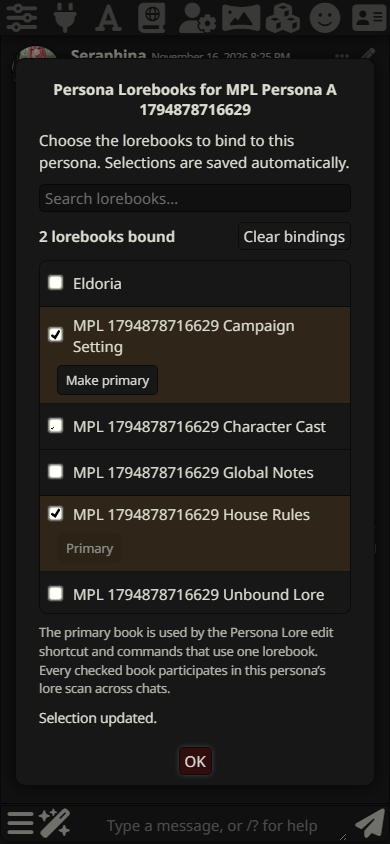 Seraphina November 16, 2026 8:25 PM
Persona Lorebooks for MPL Persona A
1794878716629
Choose the lorebooks to bind to this
persona. Selections are saved automatically.
Search lorebooks...
2 lorebooks bound
Clear bindings
Eldoria
MPL 1794878716629 Campaign
Setting
Make primary
MPL 1794878716629 Character Cast
MPL 1794878716629 Global Notes
MPL 1794878716629 House Rules
Primary
MPL 1794878716629 Unbound Lore
The primary book is used by the Persona Lore edit
shortcut and commands that use one lorebook.
Every checked book participates in this persona's
lore scan across chats.
Selection updated.
OK
Type a message, or /? for help